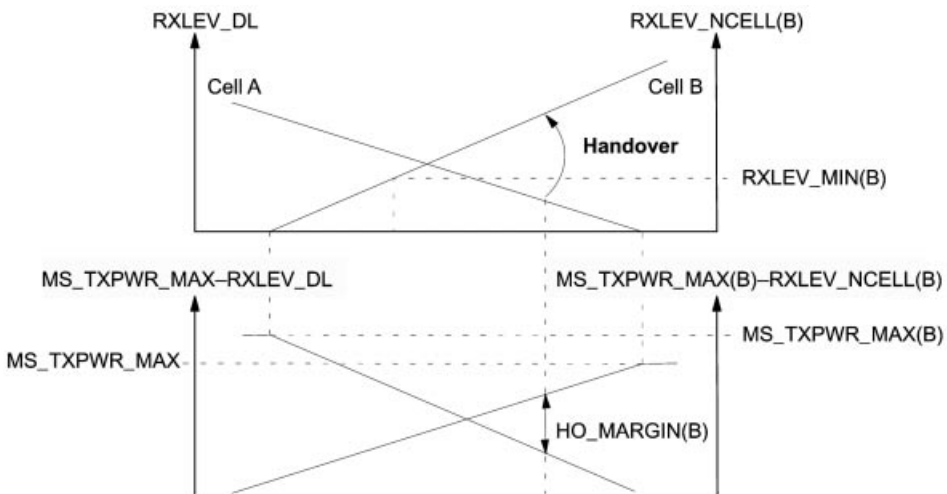 RXLEV_DL
RXLEV_NCELL(B)
Cell A
Cell B
Handover
RXLEV_MIN(B)
MS_TXPWR_MAX–RXLEV_DL
MS_TXPWR_MAX(B)–RXLEV_NCELL(B)
MS_TXPWR_MAX(B)
MS_TXPWR_MAX
HO_MARGIN(B)